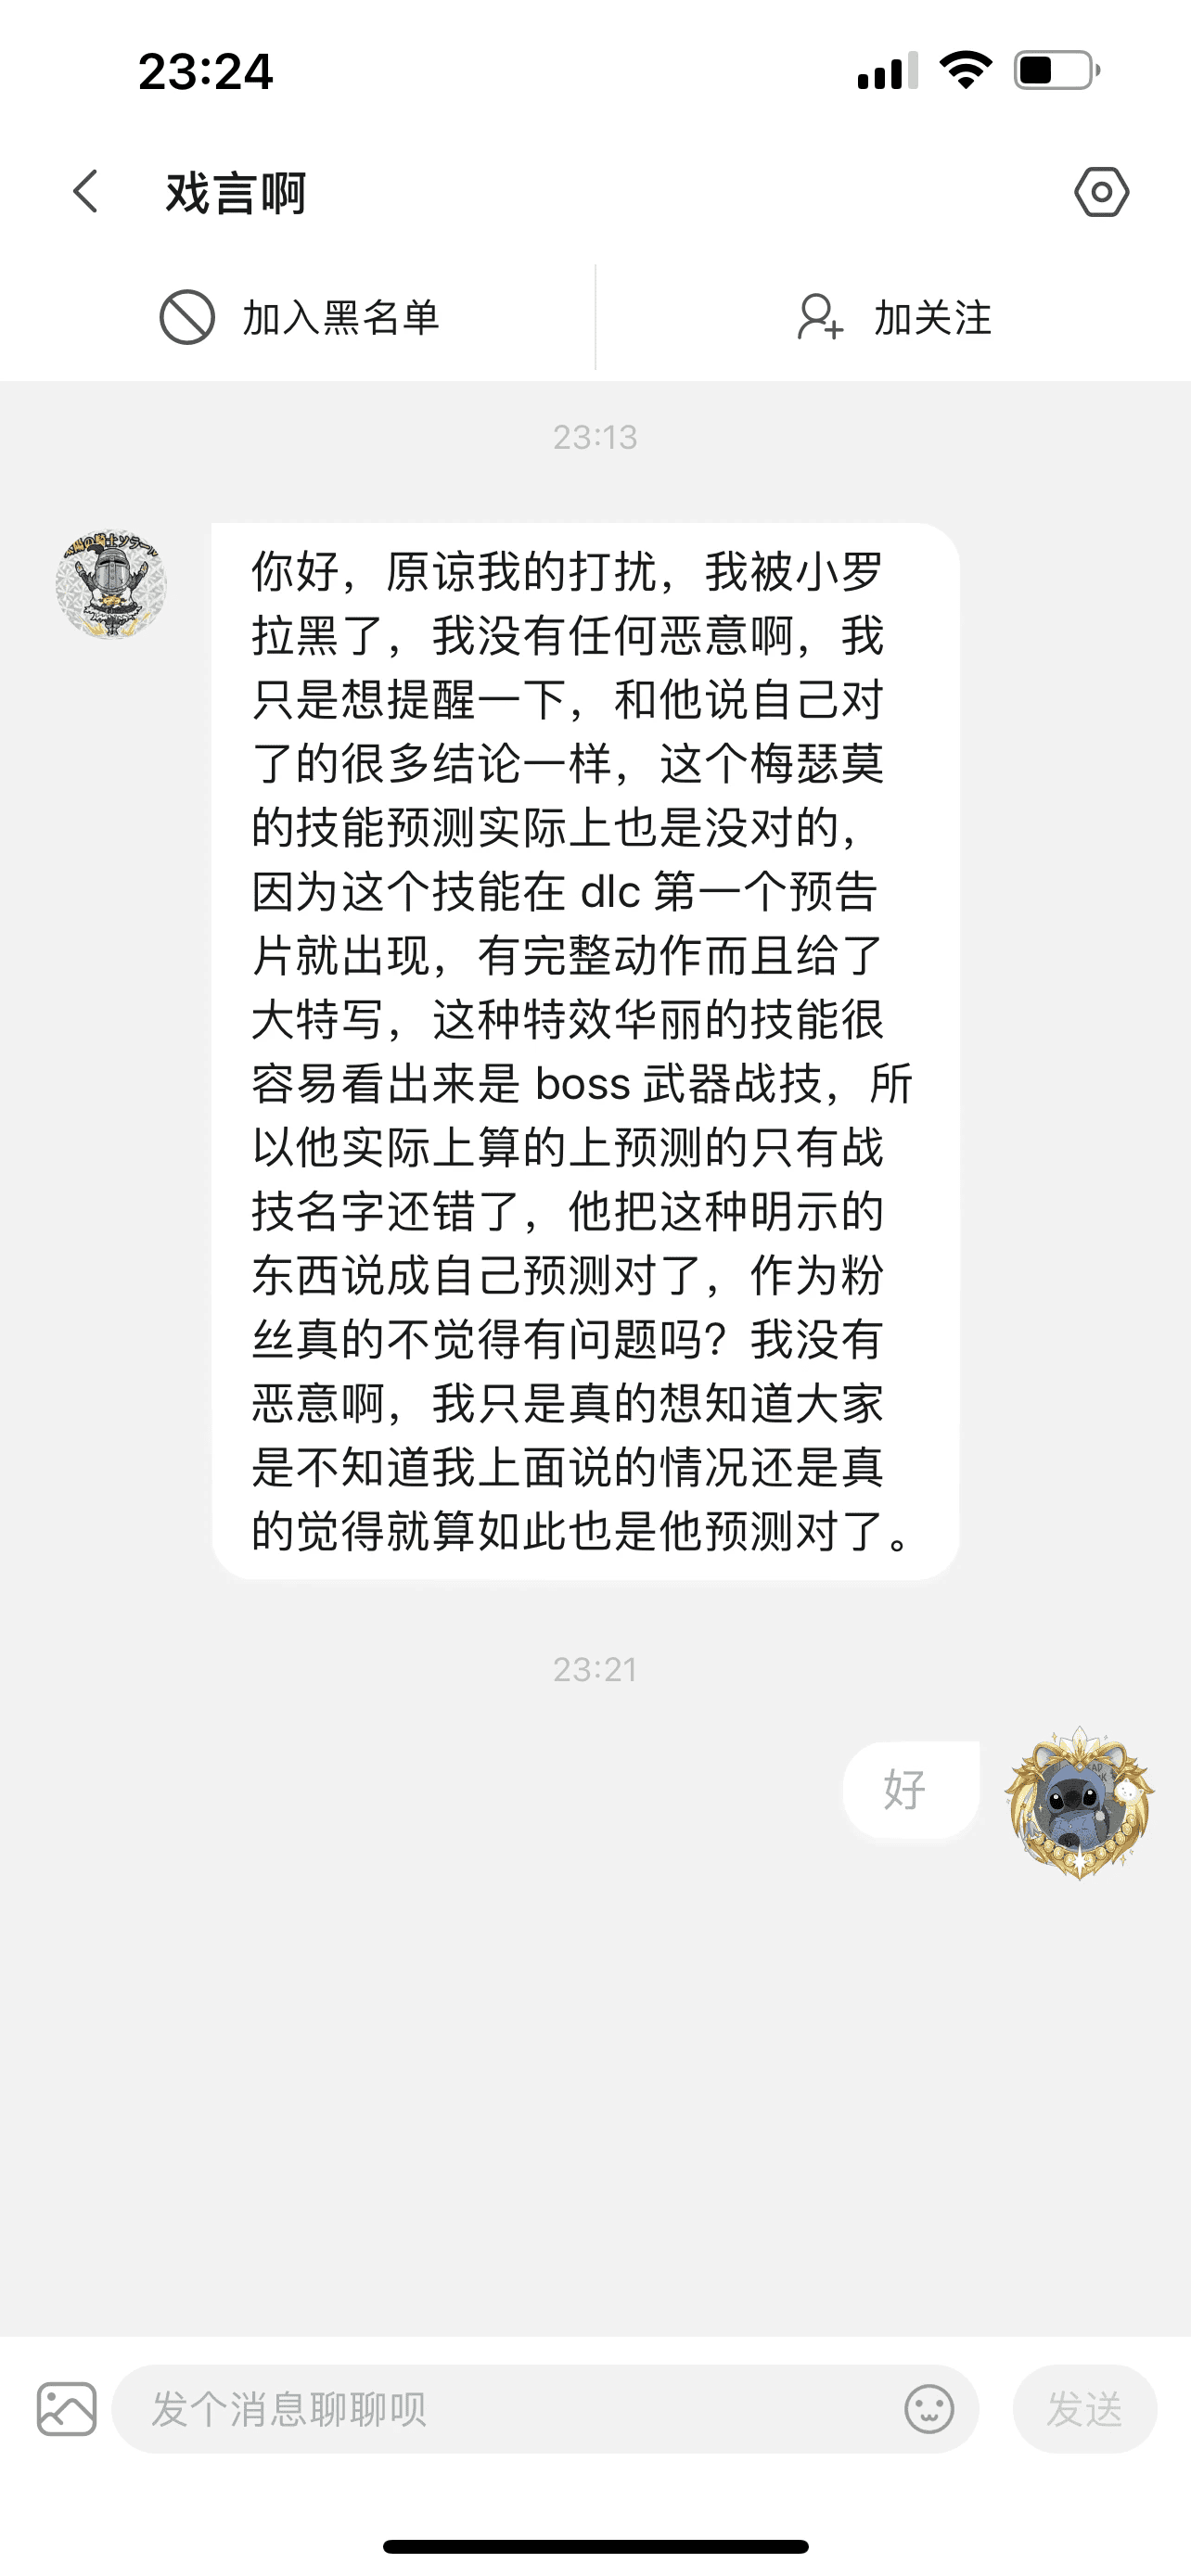 23:24
戏言啊
加入黑名单
加关注
23:13
你好，原谅我的打扰，我被小罗
拉黑了，我没有任何恶意啊，我
只是想提醒一下，和他说自己对
了的很多结论一样，这个梅瑟莫
的技能预测实际上也是没对的，
因为这个技能在 dlc 第一个预告
片就出现，有完整动作而且给了
大特写，这种特效华丽的技能很
容易看出来是 boss 武器战技，所
以他实际上算的上预测的只有战
技名字还错了，他把这种明示的
东西说成自己预测对了，作为粉
丝真的不觉得有问题吗？我没有
恶意啊，我只是真的想知道大家
是不知道我上面说的情况还是真
的觉得就算如此也是他预测对了。
23:21
好
发个消息聊聊呗
发送